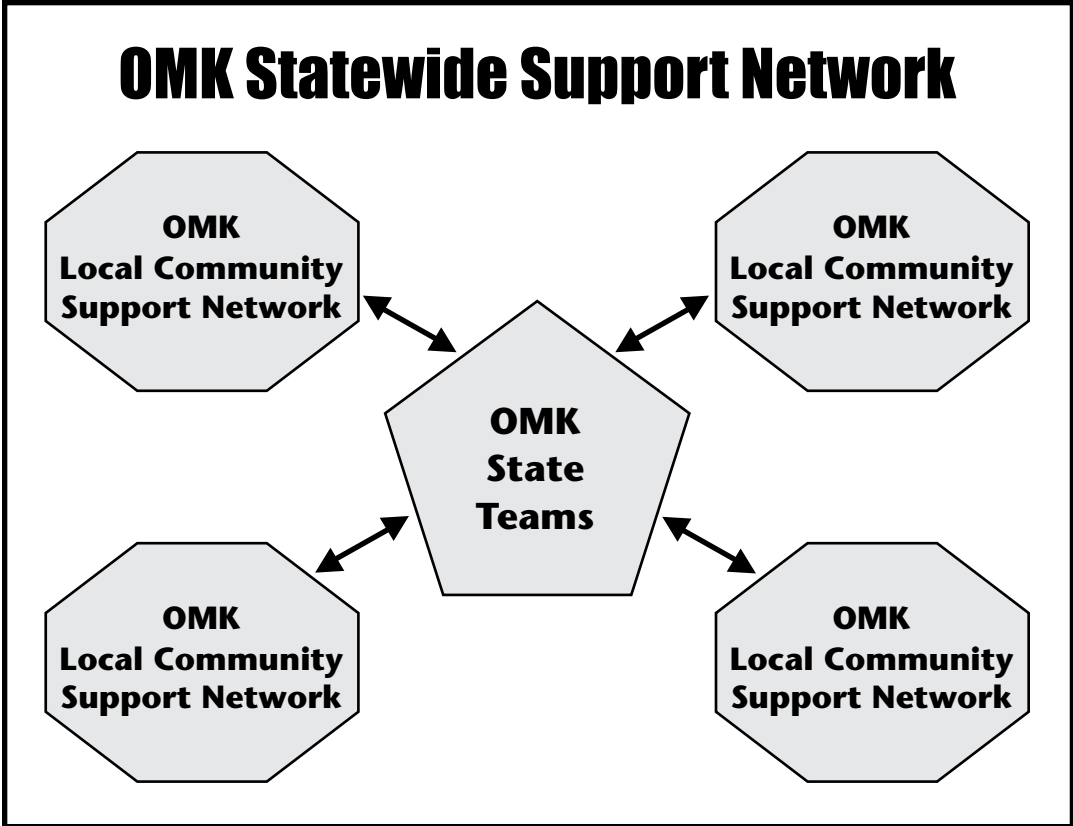 OMK Statewide Support Network
OMK
Local Community
Support Network
OMK
Local Community
Support Network
OMK
State
Teams
OMK
Local Community
Support Network
OMK
Local Community
Support Network